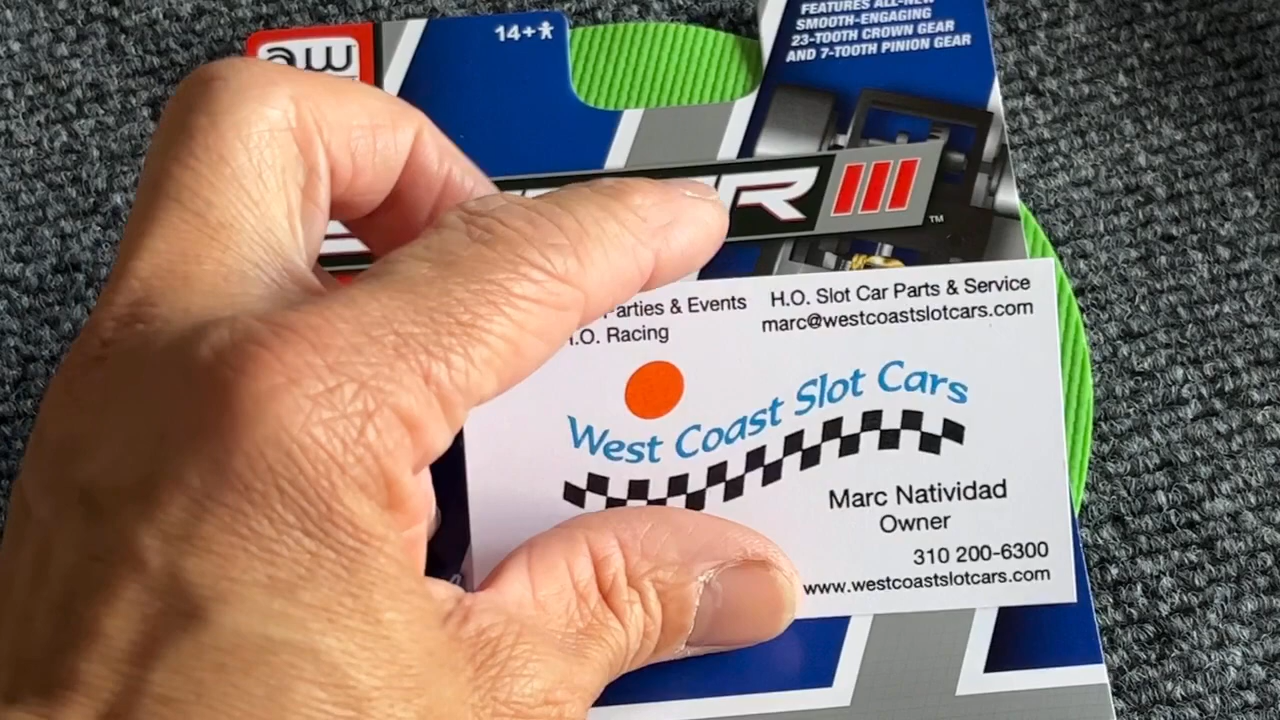 aw
14+
FEATURES ALL-NEW
SMOOTH-ENGAGING
23-TOOTH CROWN GEAR
AND 7-TOOTH PINION GEAR
R III
™
Parties & Events
H.O. Racing
H.O. Slot Car Parts & Service
marc@westcoastslotcars.com
West Coast Slot Cars
Marc Natividad
Owner
310 200-6300
www.westcoastslotcars.com